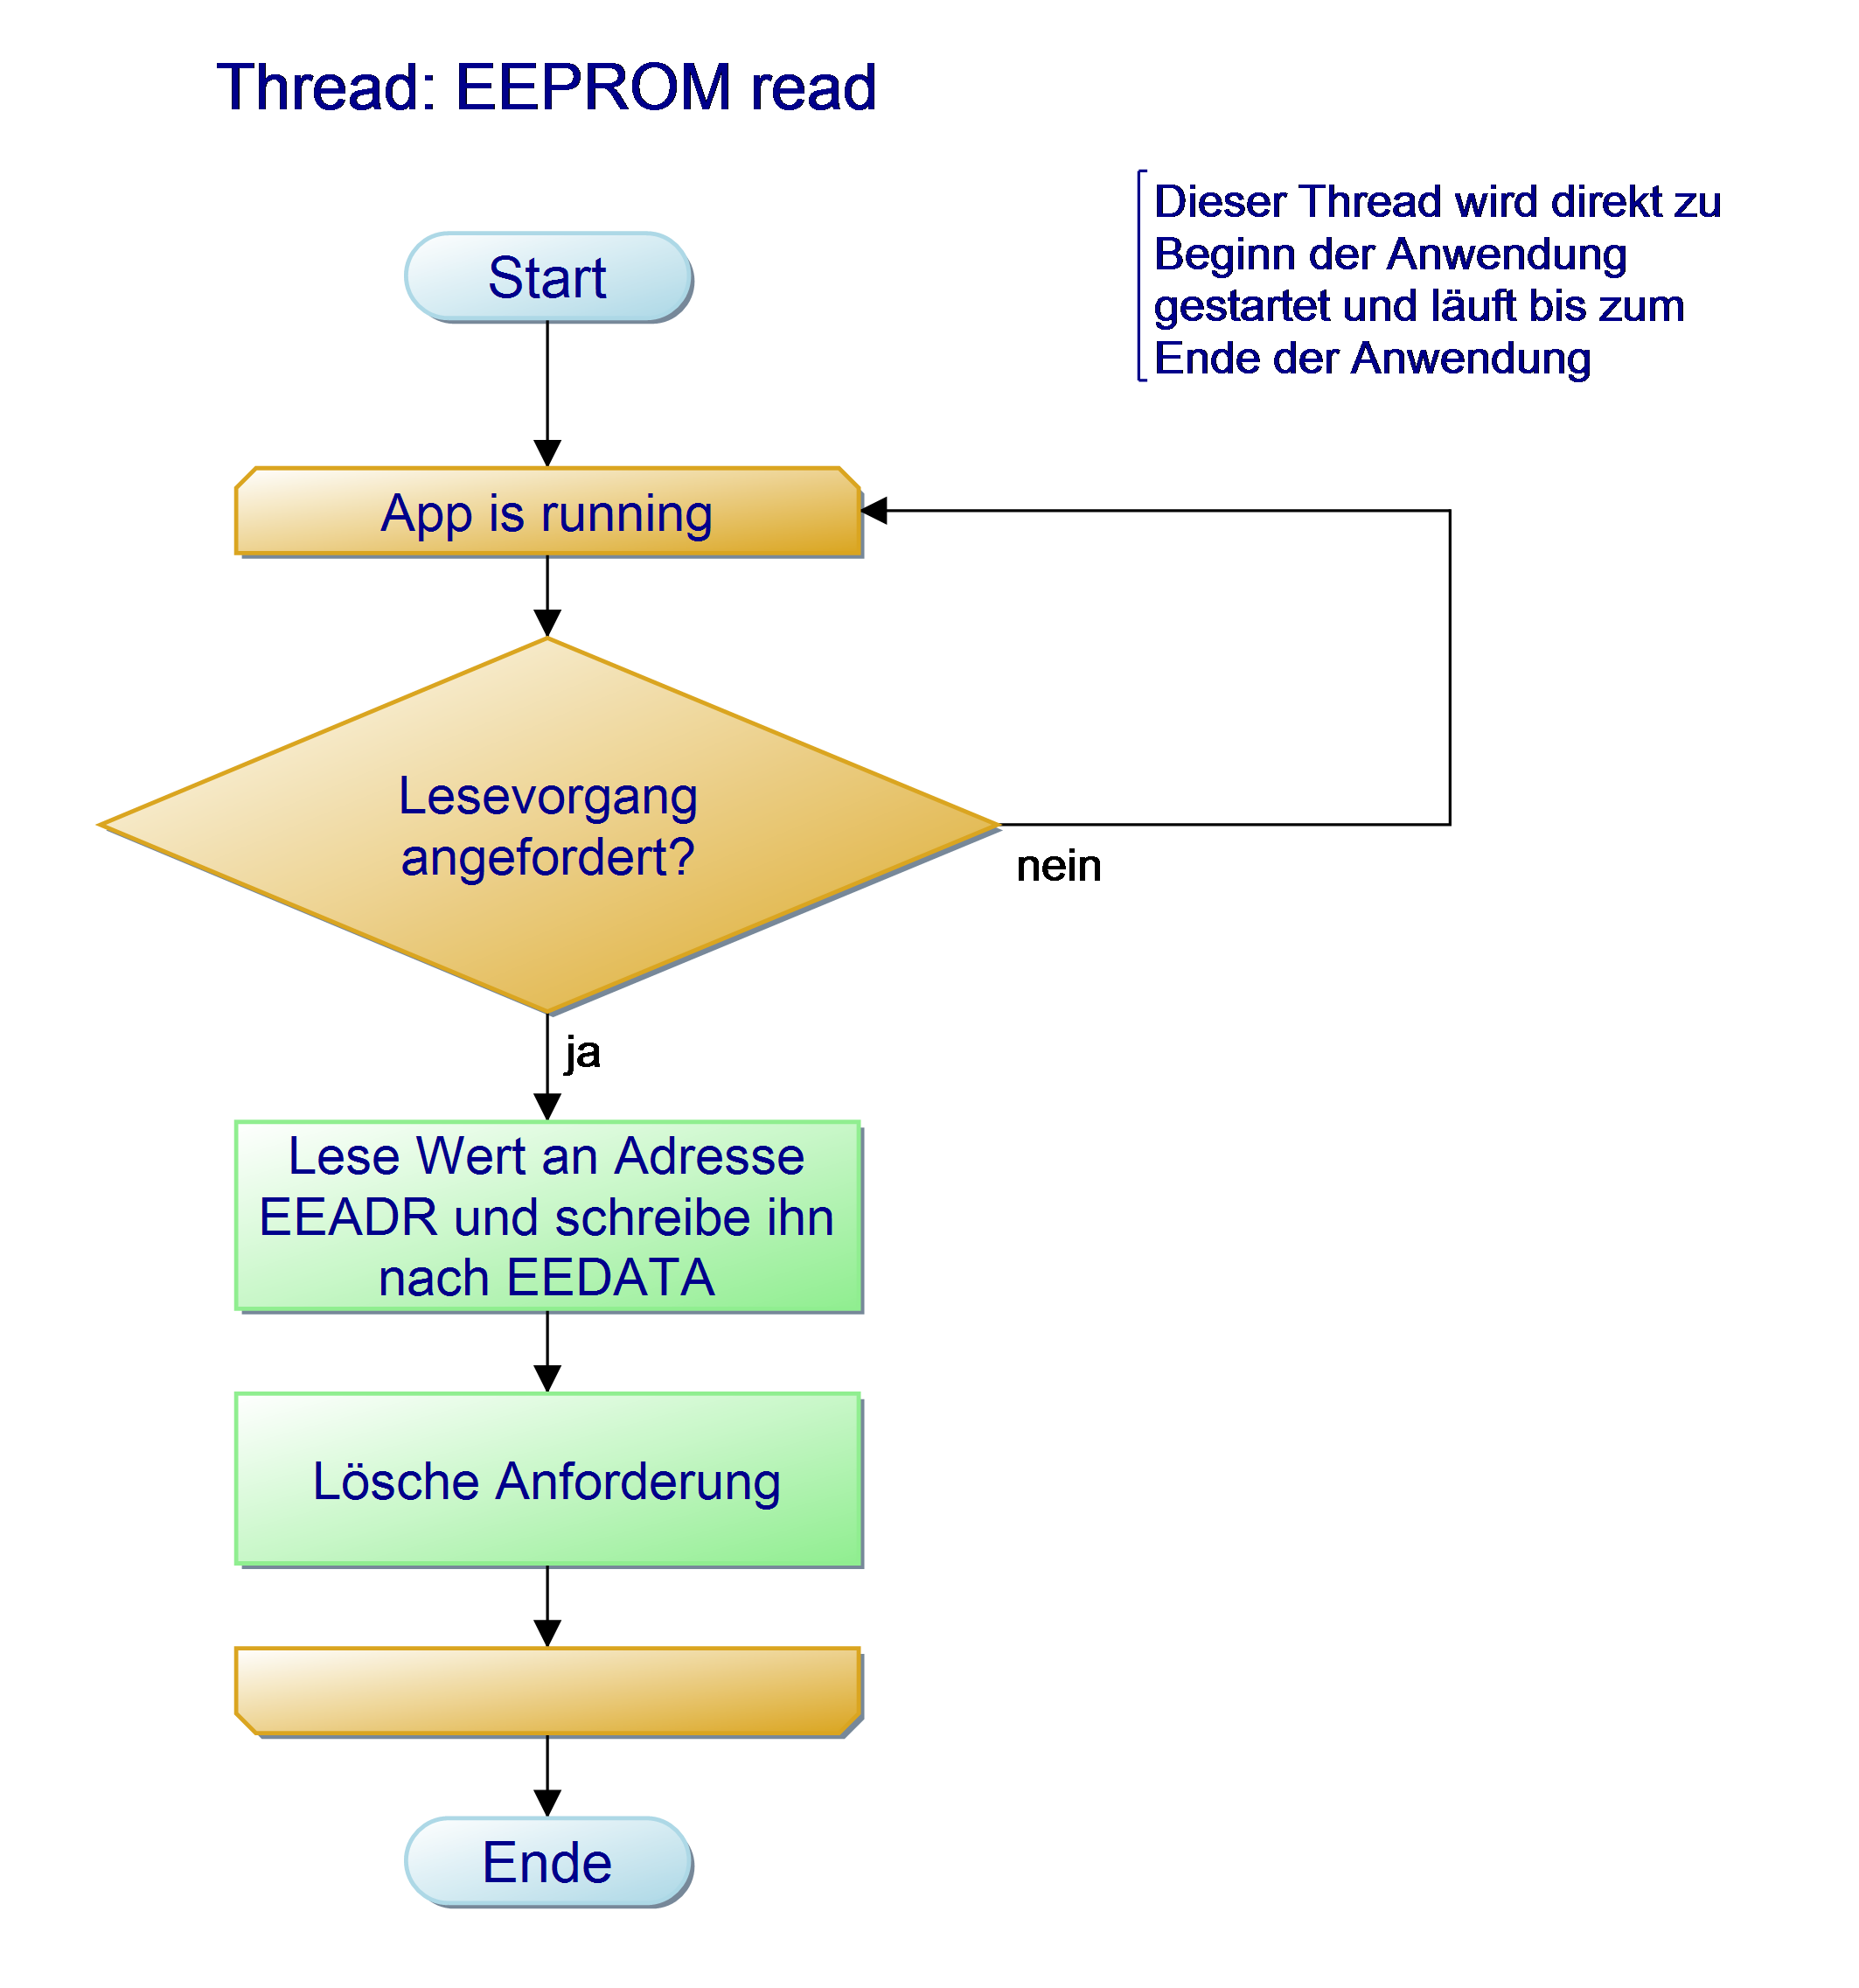 Thread: EEPROM read
Dieser Thread wird direkt zu
Beginn der Anwendung
gestartet und läuft bis zum
Ende der Anwendung
Start
App is running
Lesevorgang
angefordert?
nein
ja
Lese Wert an Adresse
EEADR und schreibe ihn
nach EEDATA
Lösche Anforderung
Ende